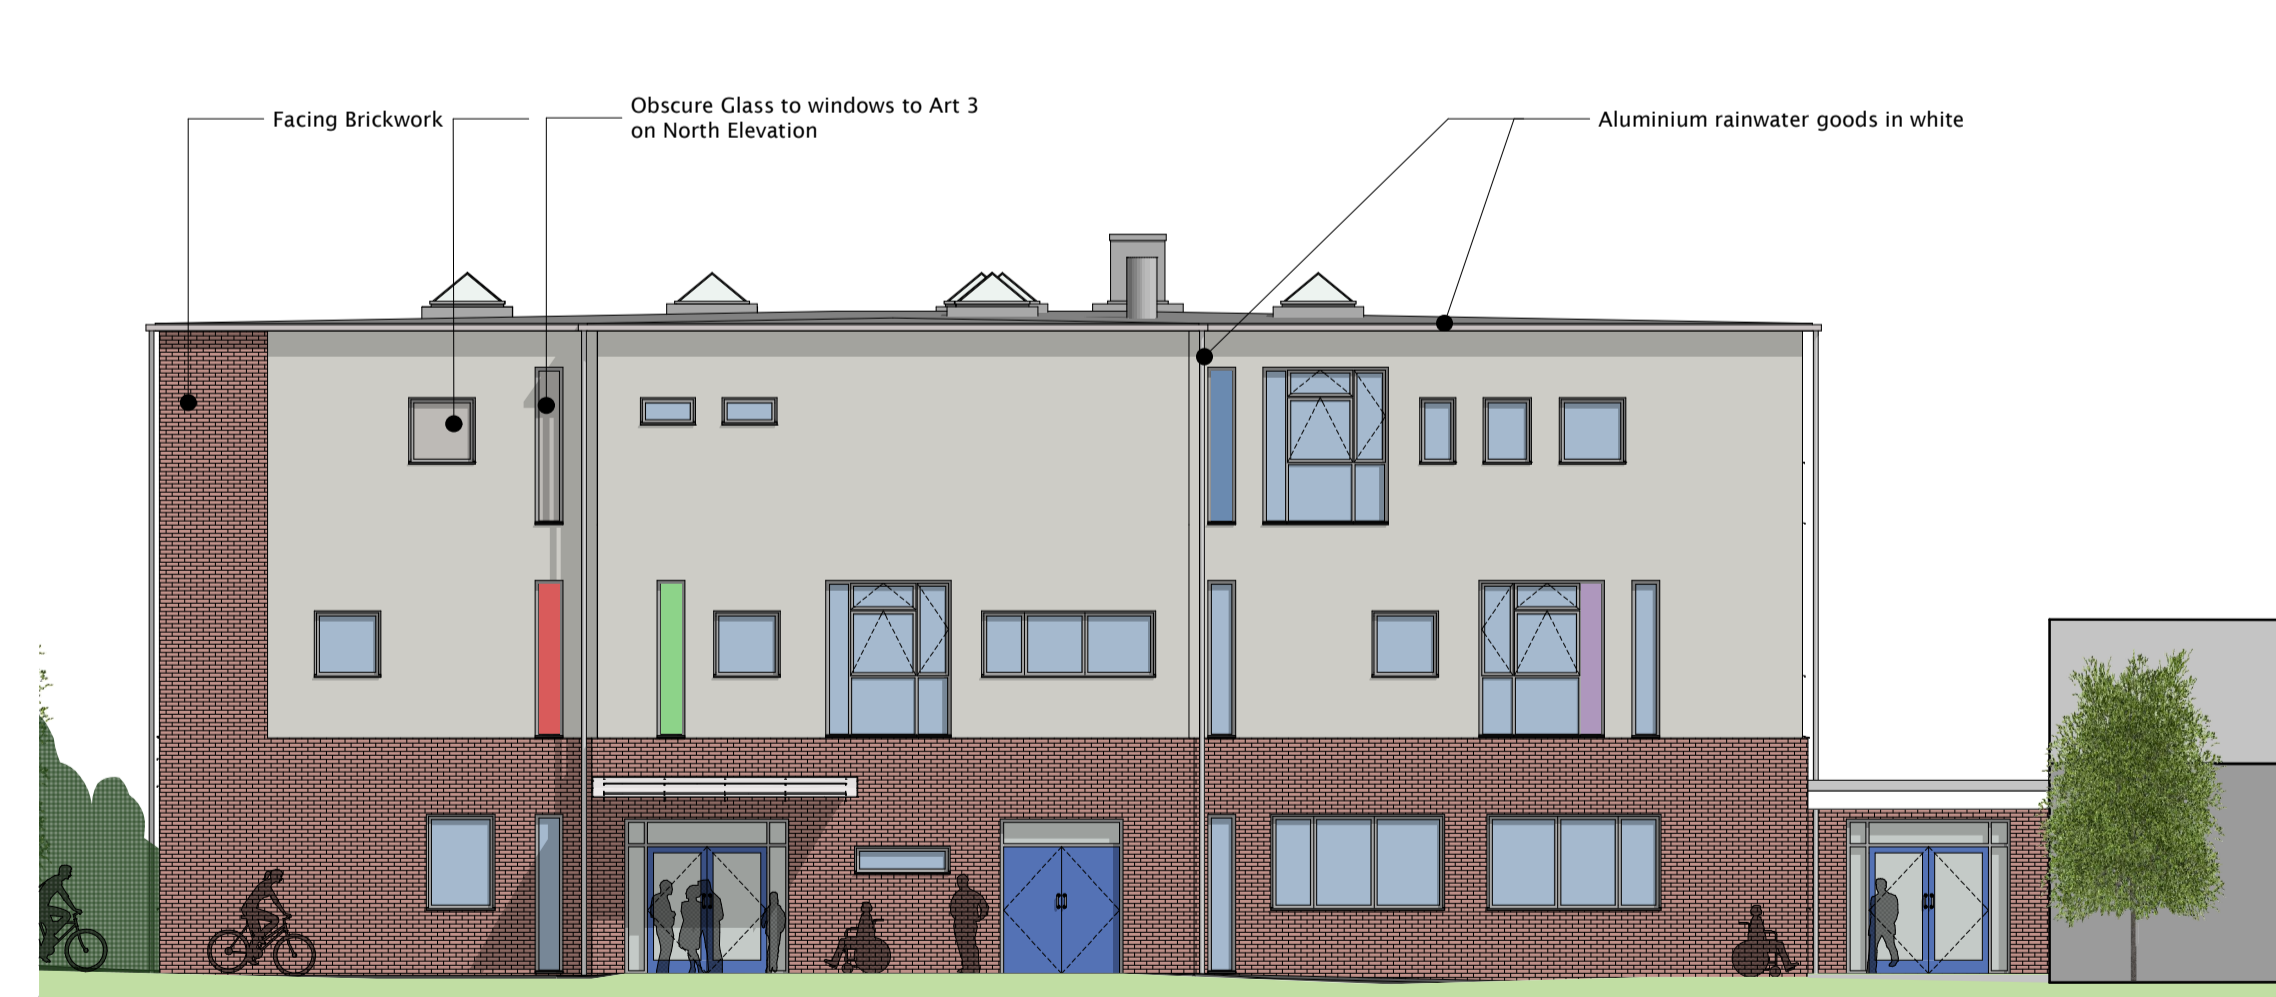 Facing Brickwork
Obscure Glass to windows to Art 3
on North Elevation
Aluminium rainwater goods in white